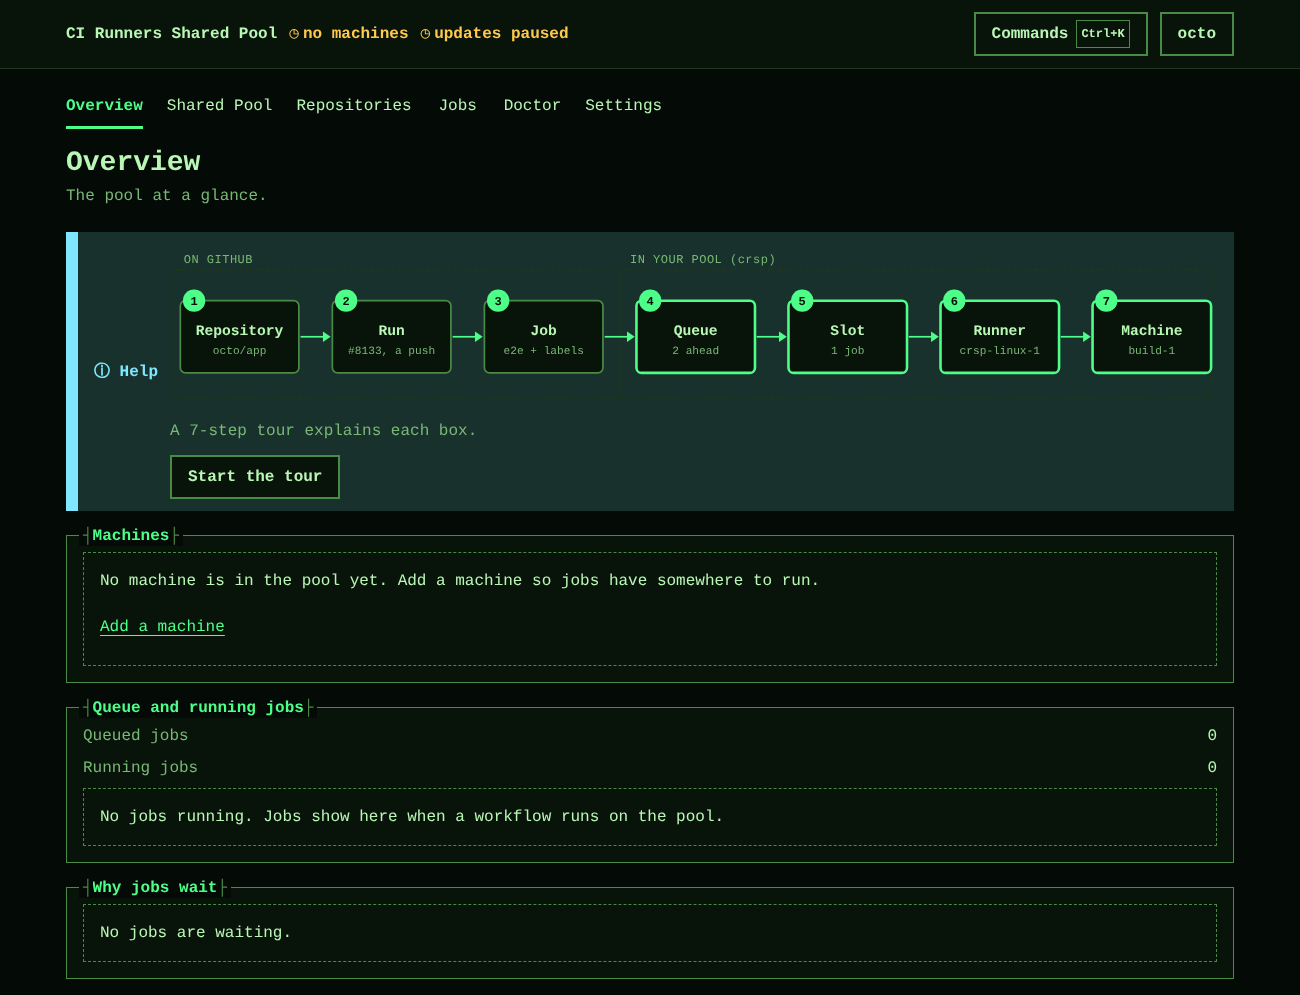 CI Runners Shared Pool ◷ no machines ◷ updates paused Commands Ctrl+K octo
Overview Shared Pool Repositories Jobs Doctor Settings
Overview
The pool at a glance.
ON GITHUB IN YOUR POOL (crsp)
1 2 3 4 5 6 7
Repository Run Job Queue Slot Runner Machine
octo/app #8133, a push e2e + labels 2 ahead 1 job crsp-linux-1 build-1
ⓘ Help
A 7-step tour explains each box.
Start the tour
Machines
No machine is in the pool yet. Add a machine so jobs have somewhere to run.
Add a machine
Queue and running jobs
Queued jobs 0
Running jobs 0
No jobs running. Jobs show here when a workflow runs on the pool.
Why jobs wait
No jobs are waiting.